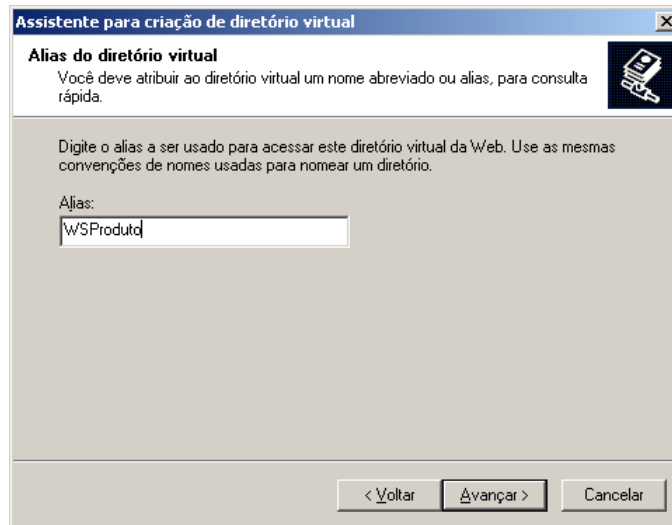 Assistente para criação de diretório virtual
Alias do diretório virtual
Você deve atribuir ao diretório virtual um nome abreviado ou alias, para consulta
rápida.
Digite o alias a ser usado para acessar este diretório virtual da Web. Use as mesmas
convenções de nomes usadas para nomear um diretório.
Alias:
WSProduto
< Voltar Avançar > Cancelar